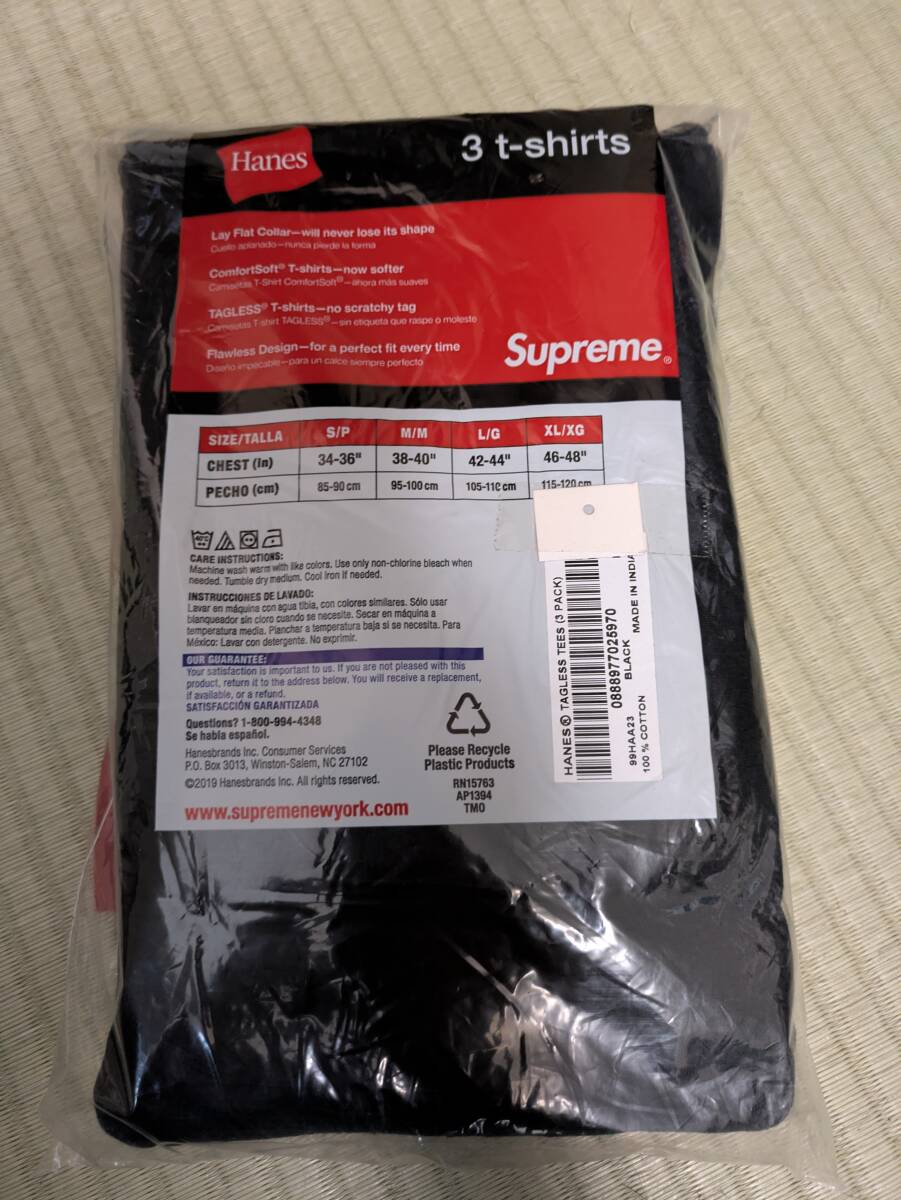 Hanes
3 t-shirts
Lay Flat Collar—will never lose its shape
Cuello aplanado—nunca pierde la forma
ComfortSoft® T-shirts—now softer
Camisetas T-Shirt ComfortSoft®—ahora más suaves
TAGLESS® T-shirts—no scratchy tag
Camisetas T-shirt TAGLESS®—sin etiqueta que raspe o moleste
Flawless Design—for a perfect fit every time
Diseño impecable—para un calce siempre perfecto
Supreme®
SIZE/TALLA S/P M/M L/G XL/XG
CHEST (in) 34-36" 38-40" 42-44" 46-48"
PECHO (cm) 85-90 cm 95-100 cm 105-110 cm 115-120 cm
40°C
CARE INSTRUCTIONS:
Machine wash warm with like colors. Use only non-chlorine bleach when
needed. Tumble dry medium. Cool iron if needed.
INSTRUCCIONES DE LAVADO:
Lavar en máquina con agua tibia, con colores similares. Sólo usar
blanqueador sin cloro cuando se necesite. Secar en máquina a
temperatura media. Planchar a temperatura baja si se necesita. Para
México: Lavar con detergente. No exprimir.
OUR GUARANTEE:
Your satisfaction is important to us. If you are not pleased with this
product, return it to the address below. You will receive a replacement,
if available, or a refund.
SATISFACCIÓN GARANTIZADA
Questions? 1-800-994-4348
Se habla español.
Hanesbrands Inc. Consumer Services
P.O. Box 3013, Winston-Salem, NC 27102
©2019 Hanesbrands Inc. All rights reserved.
www.supremenewyork.com
Please Recycle
Plastic Products
RN15763
AP1394
TMO
HANES® TAGLESS TEES (3 PACK)
0888977025970
99HAA23 BLACK
100 % COTTON MADE IN INDIA